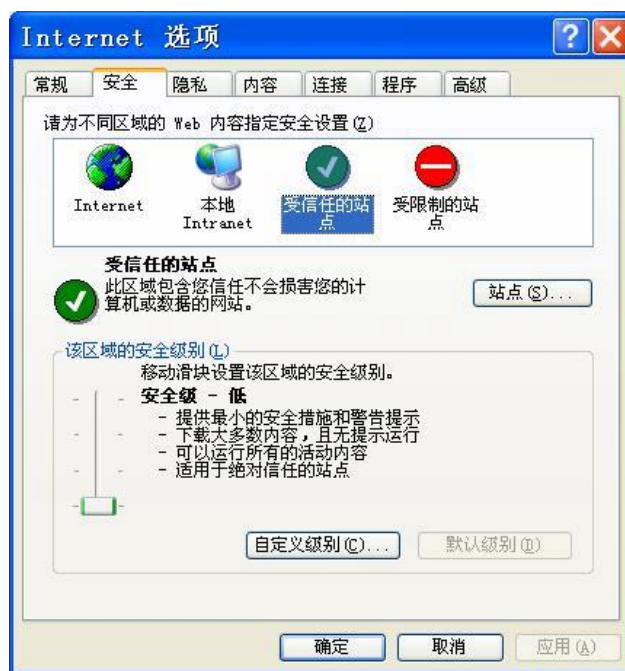 Internet 选项
常规 安全 隐私 内容 连接 程序 高级
请为不同区域的 Web 内容指定安全设置(Z)
Internet
本地
Intranet
受信任的站
点
受限制的站
点
受信任的站点
此区域包含您信任不会损害您的计
算机或数据的网站。
站点(S)...
该区域的安全级别(L)
移动滑块设置该区域的安全级别。
安全级 - 低
- 提供最小的安全措施和警告提示
- 下载大多数内容，且无提示运行
- 可以运行所有的活动内容
- 适用于绝对信任的站点
自定义级别(C)... 默认级别(D)
确定 取消 应用(A)